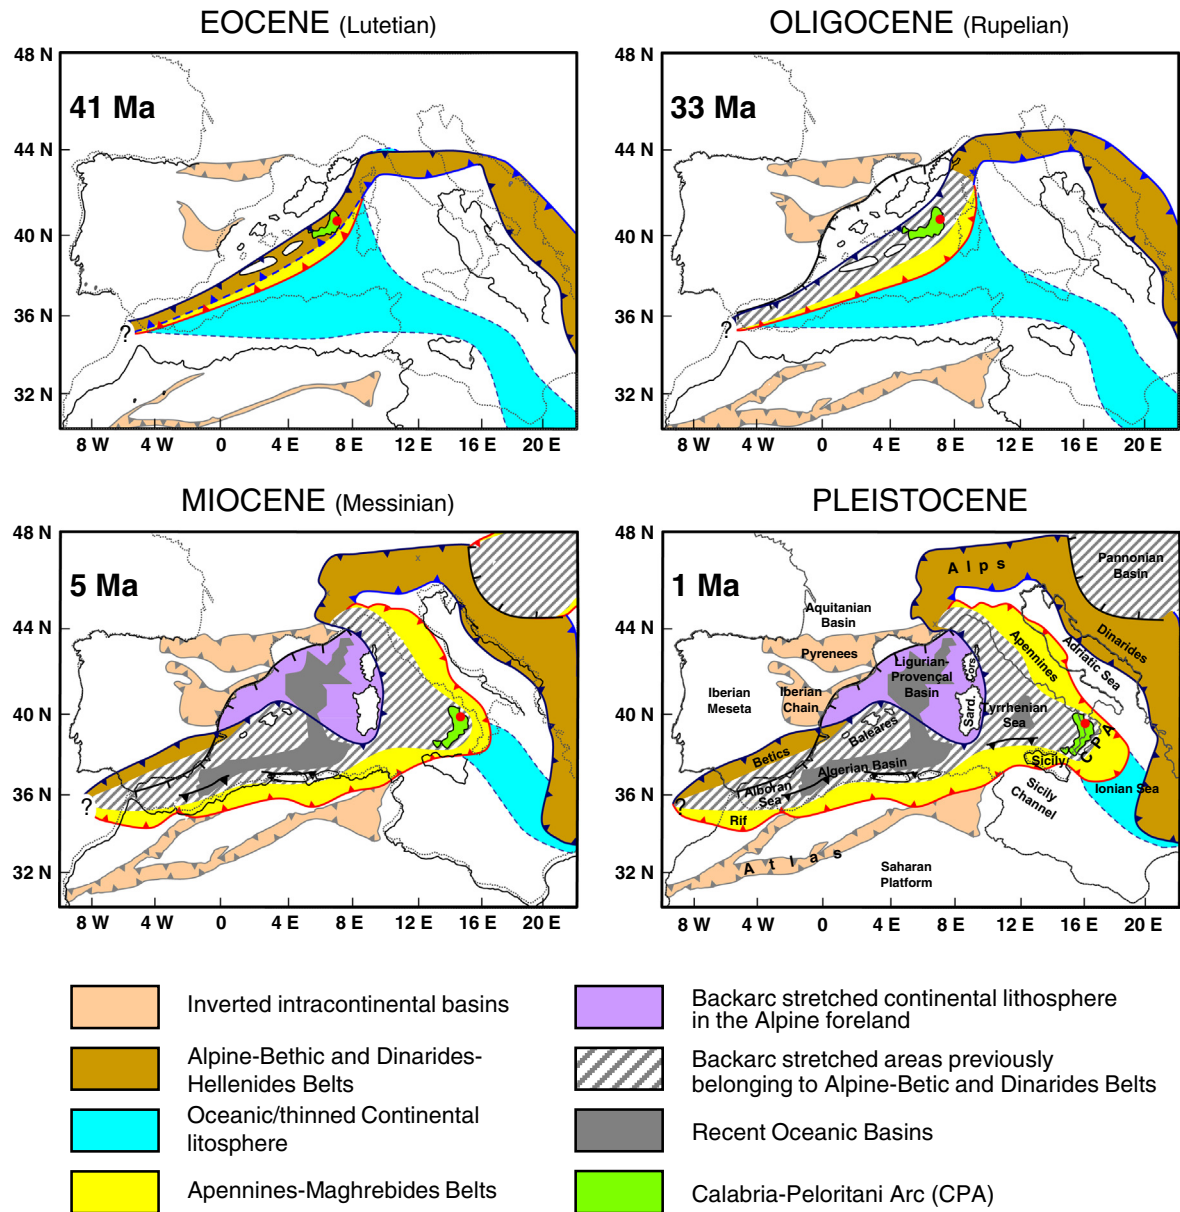 EOCENE (Lutetian)
OLIGOCENE (Rupelian)
48 N
41 Ma
44 N
40 N
36 N
?
32 N
8 W 4 W 0 4 E 8 E 12 E 16 E 20 E
48 N
33 Ma
44 N
40 N
36 N
?
32 N
8 W 4 W 0 4 E 8 E 12 E 16 E 20 E
MIOCENE (Messinian)
PLEISTOCENE
48 N
5 Ma
x
44 N
40 N
36 N
?
32 N
8 W 4 W 0 4 E 8 E 12 E 16 E 20 E
48 N
1 Ma
Alps
Pannonian
Basin
Aquitanian
Basin
44 N
Pyrenees
Apennines
Dinarides
Adriatic Sea
Ligurian-
Provençal
Basin
Cors.
Iberian
Meseta
Iberian
Chain
Sard.
Tyrrhenian
Sea
40 N
Baleares
CPA
Betics
Algerian Basin
Sicily
Alboran
Sea
Ionian Sea
36 N
?
Rif
Sicily
Channel
Atlas
Saharan
Platform
32 N
8 W 4 W 0 4 E 8 E 12 E 16 E 20 E
Inverted intracontinental basins
Alpine-Bethic and Dinarides-
Hellenides Belts
Oceanic/thinned Continental
litosphere
Apennines-Maghrebides Belts
Backarc stretched continental lithosphere
in the Alpine foreland
Backarc stretched areas previously
belonging to Alpine-Betic and Dinarides Belts
Recent Oceanic Basins
Calabria-Peloritani Arc (CPA)